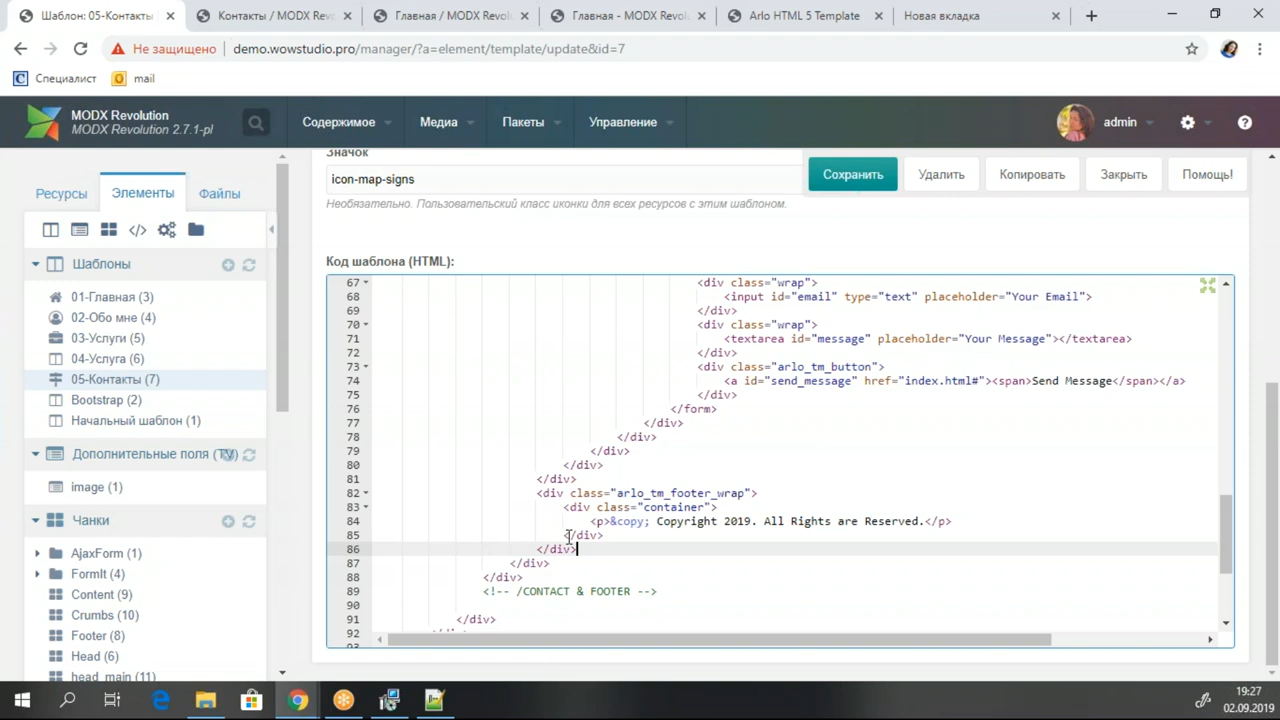 Шаблон: 05-Контакты
Контакты / MODX Revol
Главная / MODX Revolu
Главная - MODX Revolu
Arlo HTML 5 Template
Новая вкладка
Не защищено
demo.wowstudio.pro/manager/?a=element/template/update&id=7
Специалист
mail
MODX Revolution
MODX Revolution 2.7.1-pl
Содержимое
Медиа
Пакеты
Управление
admin
Ресурсы
Элементы
Файлы
Шаблоны
01-Главная (3)
02-Обо мне (4)
03-Услуги (5)
04-Услуга (6)
05-Контакты (7)
Bootstrap (2)
Начальный шаблон (1)
Дополнительные поля (TV)
image (1)
Чанки
AjaxForm (1)
FormIt (4)
Content (9)
Crumbs (10)
Footer (8)
Head (6)
head_main (11)
Значок
icon-map-signs
Сохранить
Удалить
Копировать
Закрыть
Помощь!
Необязательно. Пользовательский класс иконки для всех ресурсов с этим шаблоном.
Код шаблона (HTML):
67 <div class="wrap">
68 <input id="email" type="text" placeholder="Your Email">
69 </div>
70 <div class="wrap">
71 <textarea id="message" placeholder="Your Message"></textarea>
72 </div>
73 <div class="arlo_tm_button">
74 <a id="send_message" href="index.html#"><span>Send Message</span></a>
75 </div>
76 </form>
77 </div>
78 </div>
79 </div>
80 </div>
81 </div>
82 <div class="arlo_tm_footer_wrap">
83 <div class="container">
84 <p>&copy; Copyright 2019. All Rights are Reserved.</p>
85 </div>
86 </div>
87 </div>
88 </div>
89 <!-- /CONTACT & FOOTER -->
90
91 </div>
92
93
19:27
02.09.2019